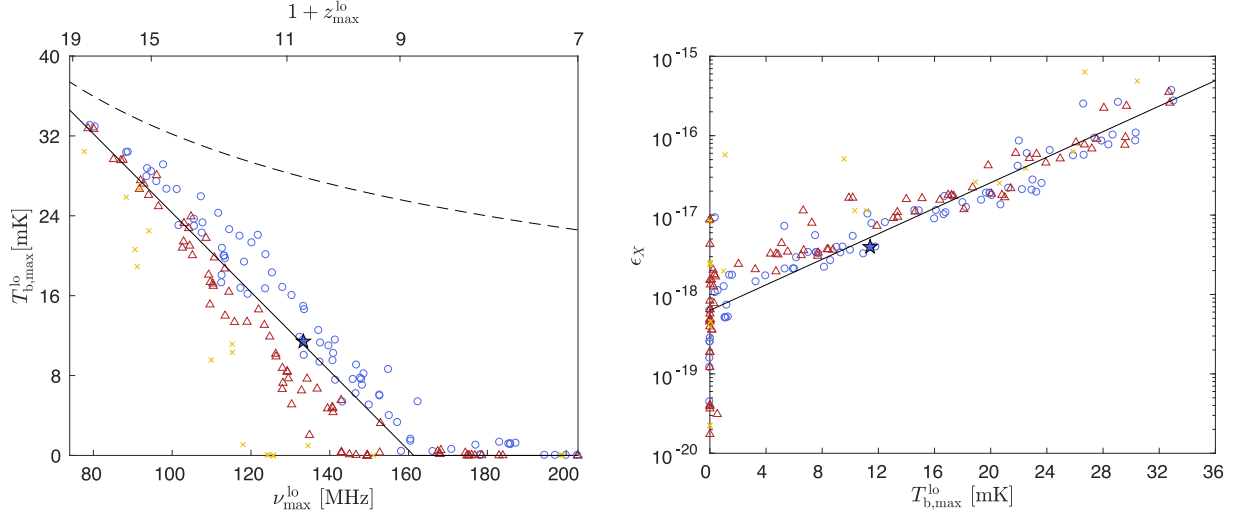 1 + z_max^lo
19 15 11 9 7
40
32
24
16
8
0
T_b,max^lo [mK]
80 100 120 140 160 180 200
ν_max^lo [MHz]
10^-15
10^-16
10^-17
10^-18
10^-19
10^-20
ϵ_X
0 4 8 12 16 20 24 28 32 36
T_b,max^lo [mK]